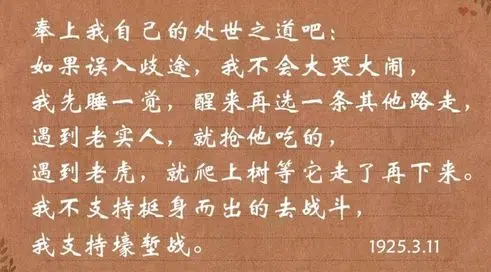 奉上我自己的处世之道吧：
如果误入歧途，我不会大哭大闹，
我先睡一觉，醒来再选一条其他路走，
遇到老实人，就抢他吃的，
遇到老虎，就爬上树等它走了再下来。
我不支持挺身而出的去战斗，
我支持壕堑战。
1925.3.11